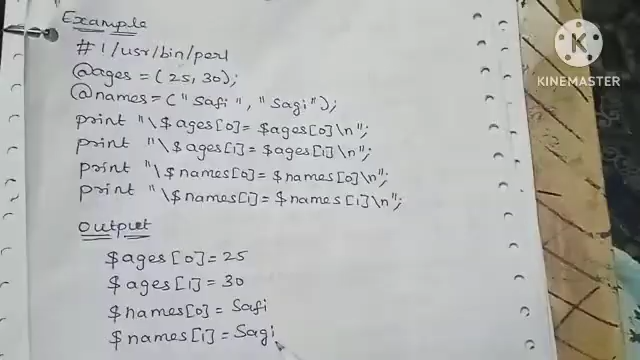 Example
#1/usr/bin/perl
@ages = (25, 30);
@names = ("Safi", "Sagi");
print "\$ages[0]= $ages[0]\n";
print "\$ages[1]= $ages[1]\n";
print "\$names[0]= $names[0]\n";
print "\$names[1]= $names[1]\n";
Output
$ages[0]=25
$ages[1]=30
$names[0]= Safi
$names[1]= Sagi
KINEMASTER